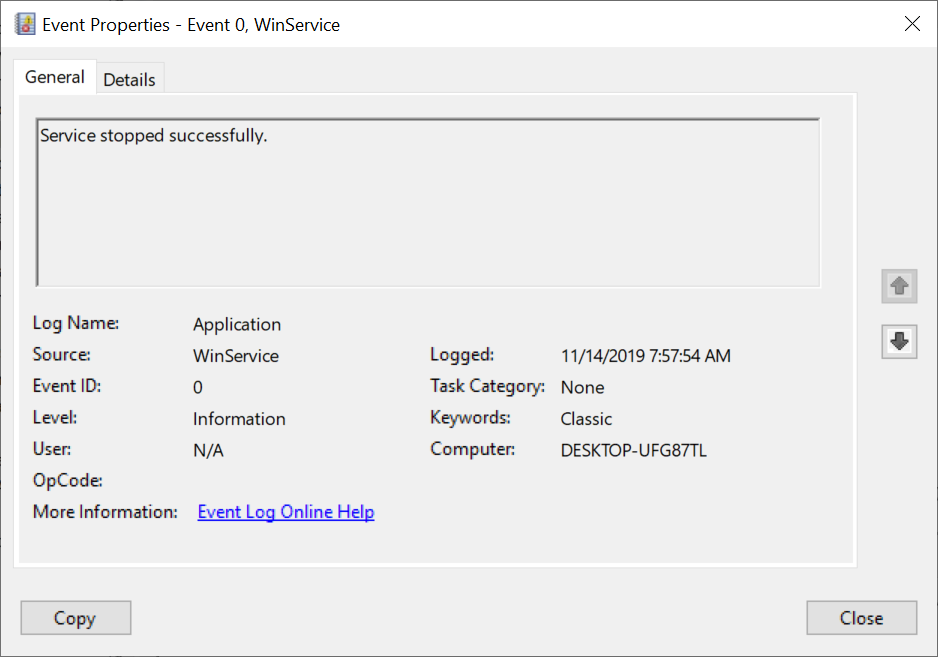 Event Properties - Event 0, WinService
General Details
Service stopped successfully.
Log Name: Application
Source: WinService Logged: 11/14/2019 7:57:54 AM
Event ID: 0 Task Category: None
Level: Information Keywords: Classic
User: N/A Computer: DESKTOP-UFG87TL
OpCode:
More Information: Event Log Online Help
Copy Close